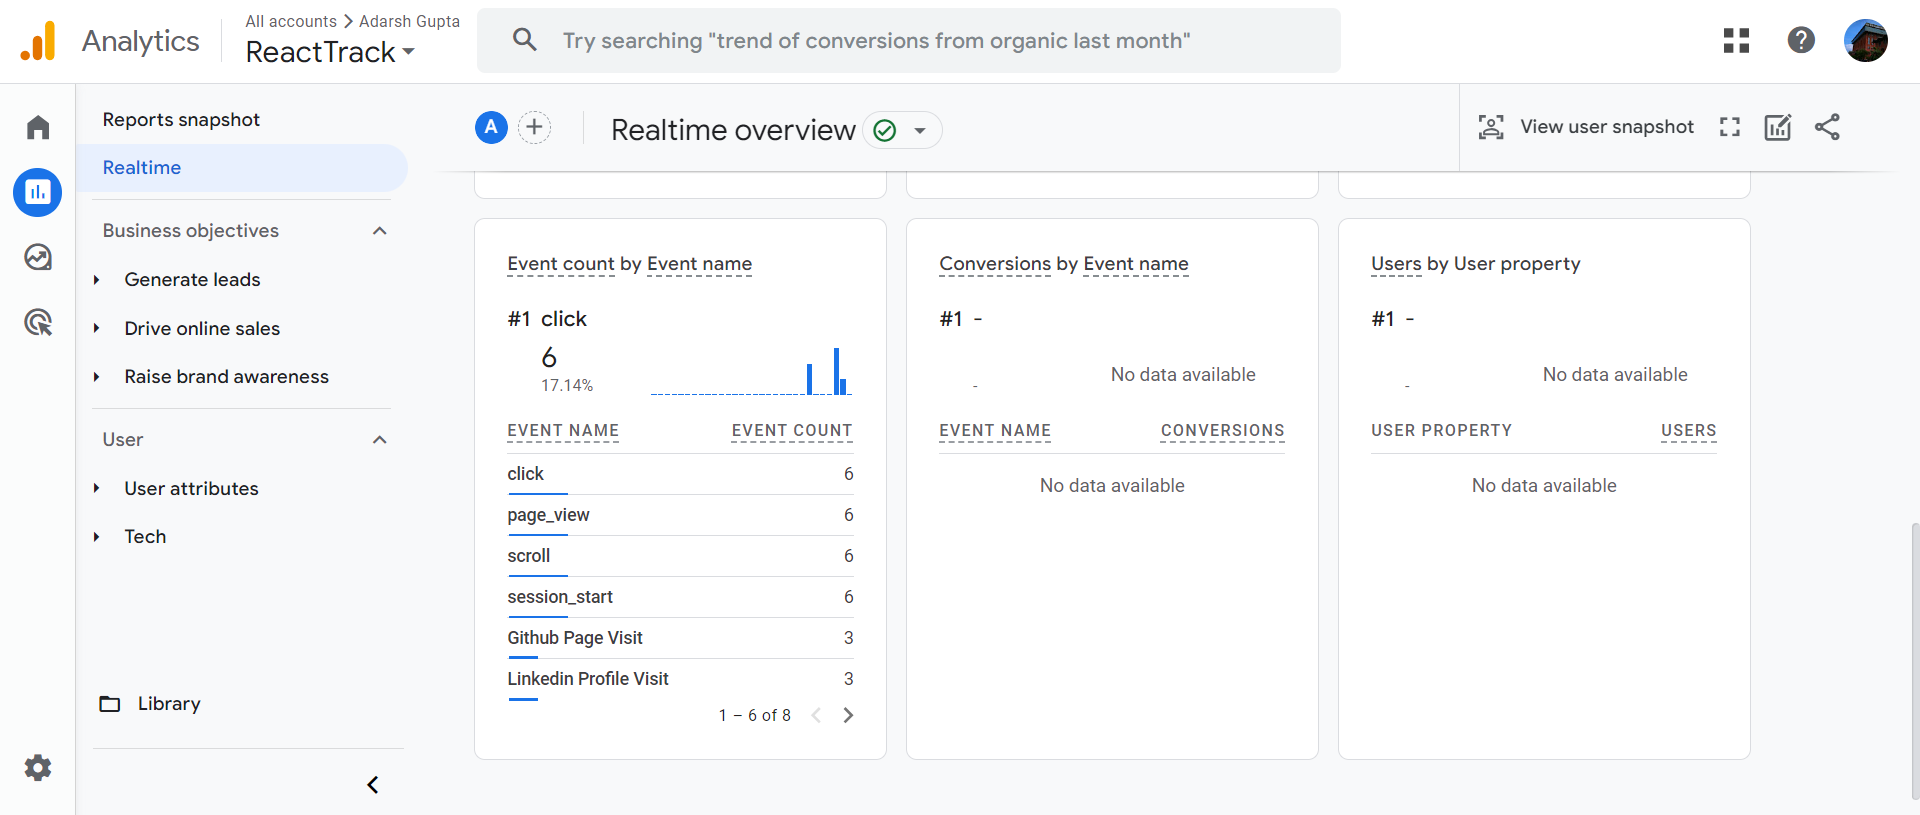 Analytics
All accounts > Adarsh Gupta
ReactTrack
Try searching "trend of conversions from organic last month"
Reports snapshot
Realtime
Business objectives
Generate leads
Drive online sales
Raise brand awareness
User
User attributes
Tech
Library
A
Realtime overview
View user snapshot
Event count by Event name
#1 click
6
17.14%
EVENT NAME EVENT COUNT
click 6
page_view 6
scroll 6
session_start 6
Github Page Visit 3
Linkedin Profile Visit 3
1 – 6 of 8
Conversions by Event name
#1 -
-
No data available
EVENT NAME CONVERSIONS
No data available
Users by User property
#1 -
-
No data available
USER PROPERTY USERS
No data available